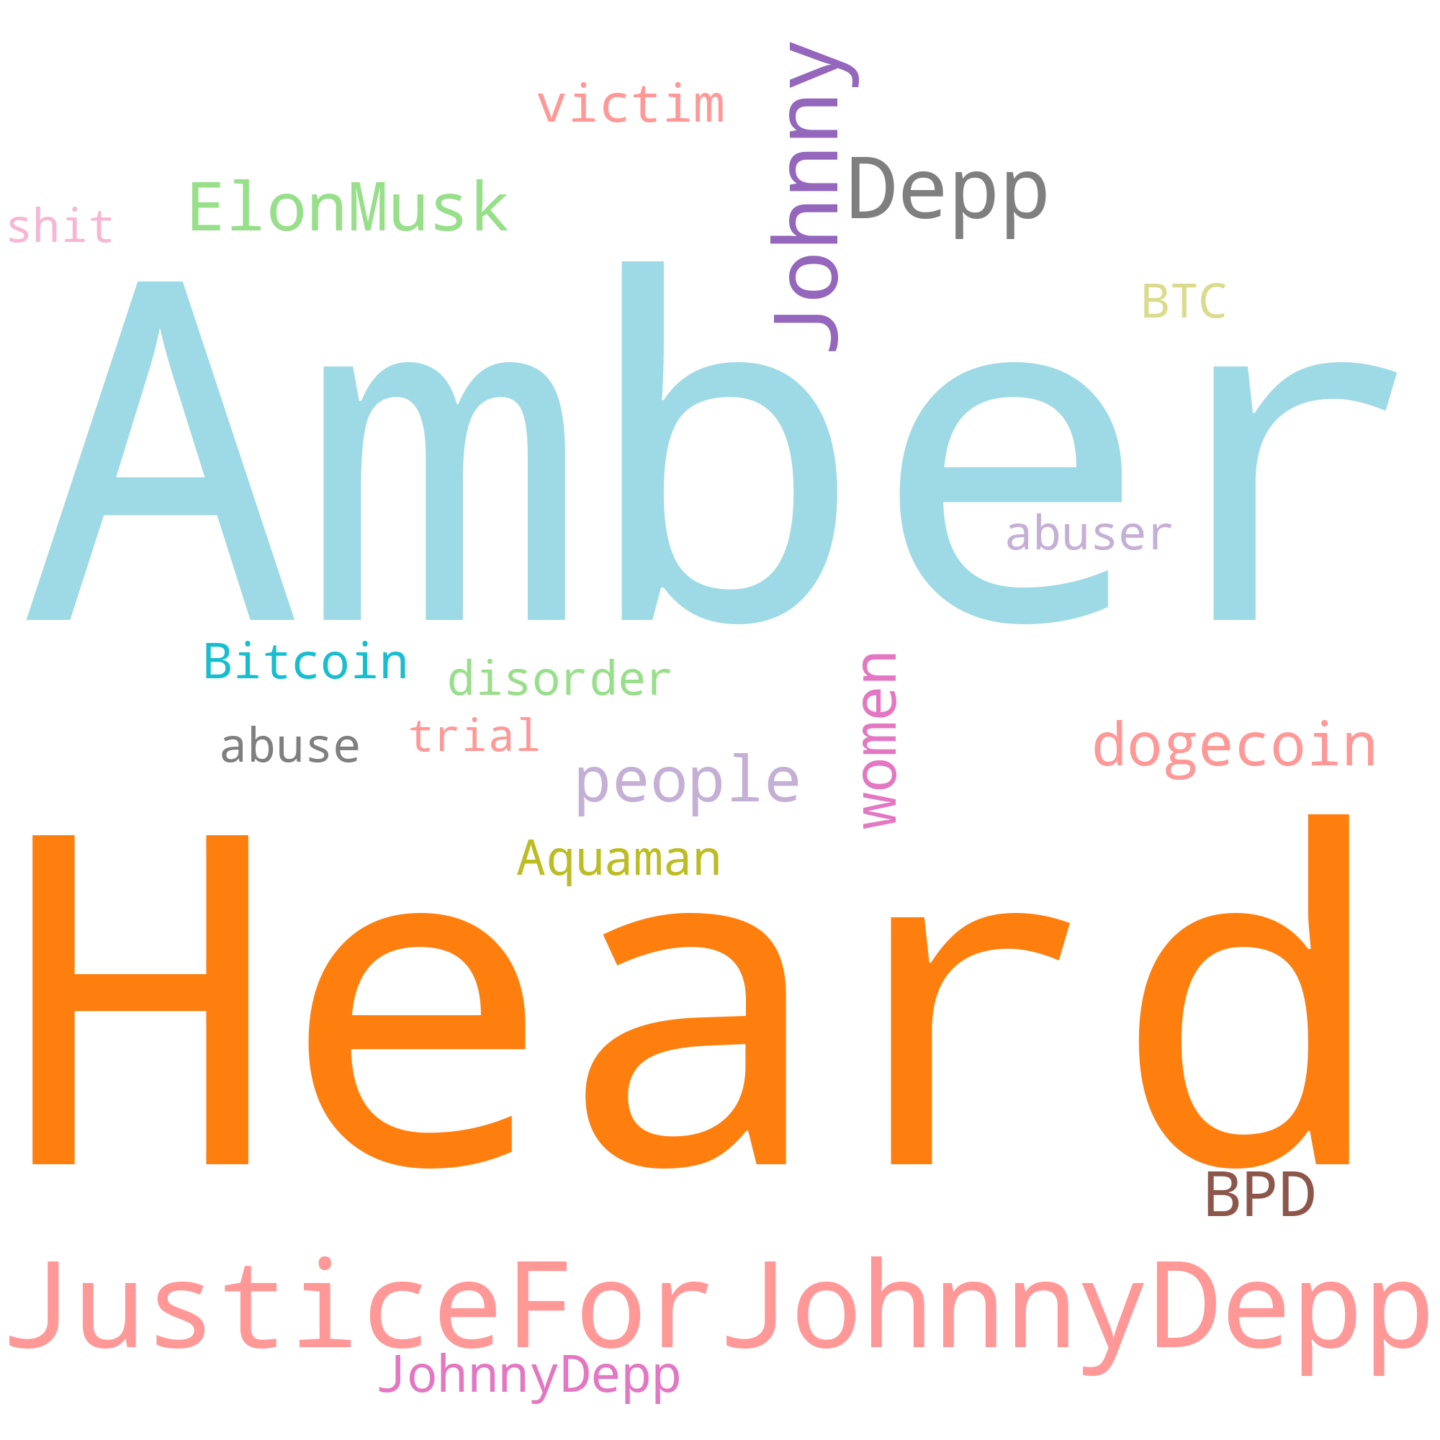 victim
Johnny
Depp
ElonMusk
shit
BTC
Amber
abuser
Bitcoin
disorder
women
abuse
trial
people
dogecoin
Aquaman
Heard
BPD
JusticeForJohnnyDepp
JohnnyDepp